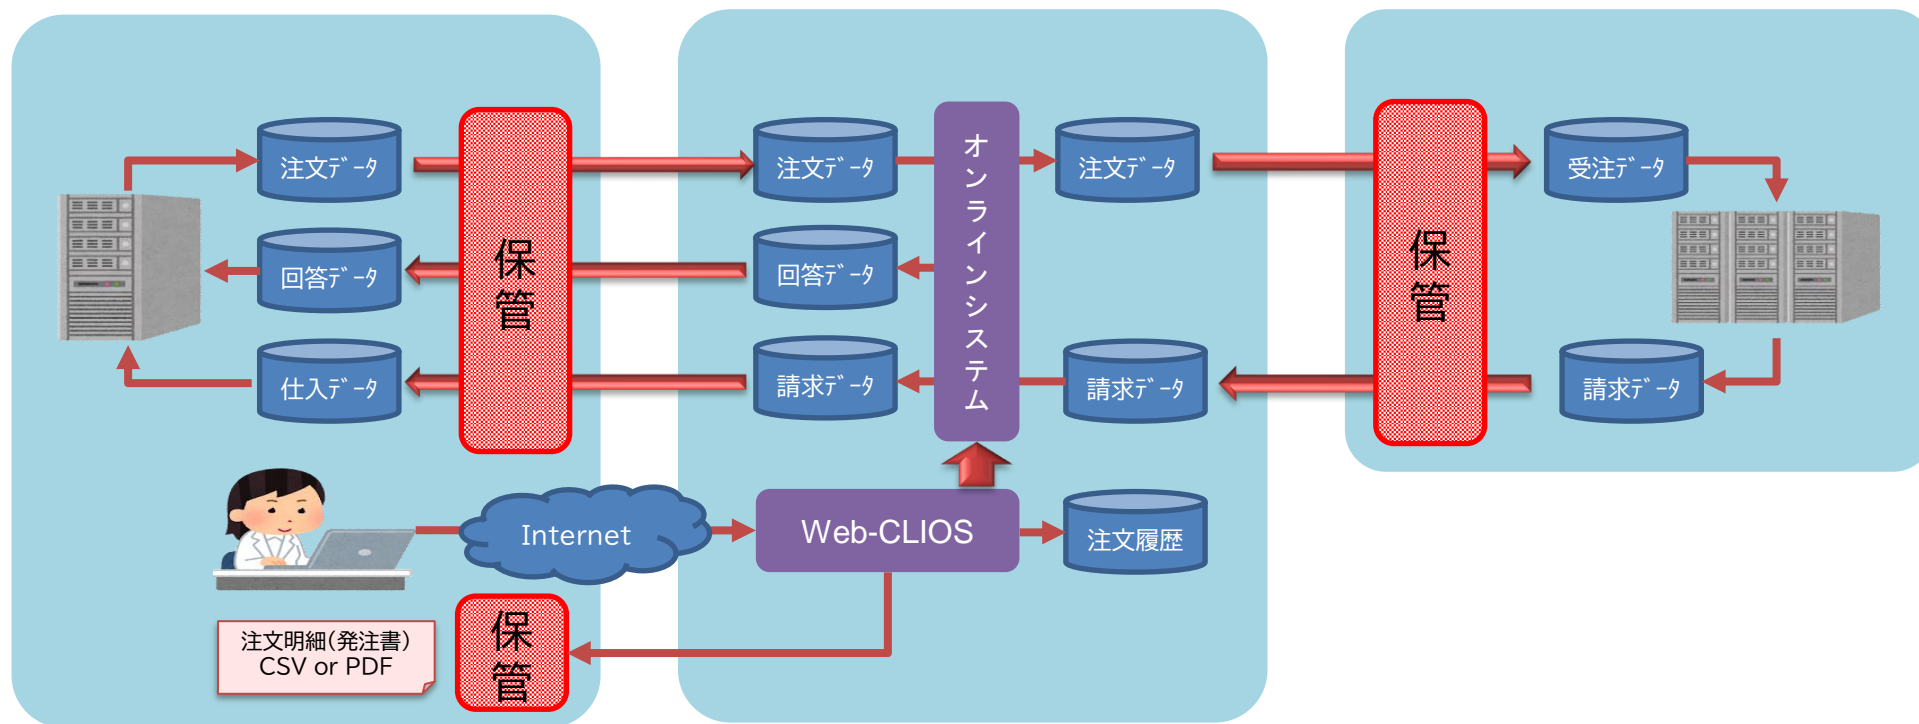 注文ﾃﾞｰﾀ
回答ﾃﾞｰﾀ
仕入ﾃﾞｰﾀ
保管
注文ﾃﾞｰﾀ
回答ﾃﾞｰﾀ
請求ﾃﾞｰﾀ
オンラインシステム
注文ﾃﾞｰﾀ
請求ﾃﾞｰﾀ
保管
受注ﾃﾞｰﾀ
請求ﾃﾞｰﾀ
Internet
Web-CLIOS
注文履歴
注文明細(発注書)
CSV or PDF
保管